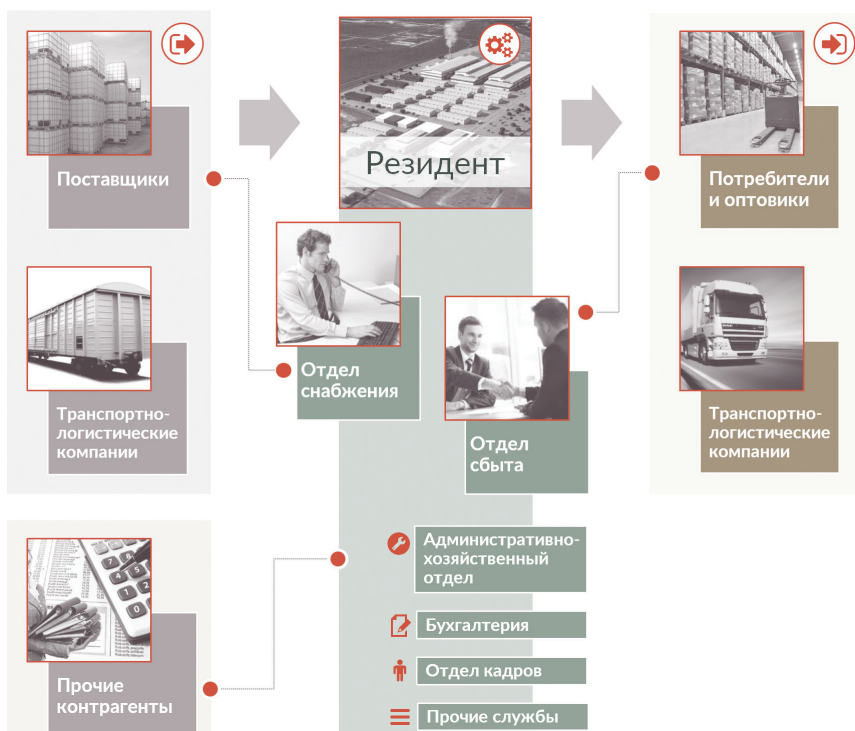 Поставщики
Транспортно-
логистические
компании
Резидент
Отдел
снабжения
Отдел
сбыта
Потребители
и оптовики
Транспортно-
логистические
компании
Прочие
контрагенты
Административно-
хозяйственный
отдел
Бухгалтерия
Отдел кадров
Прочие службы